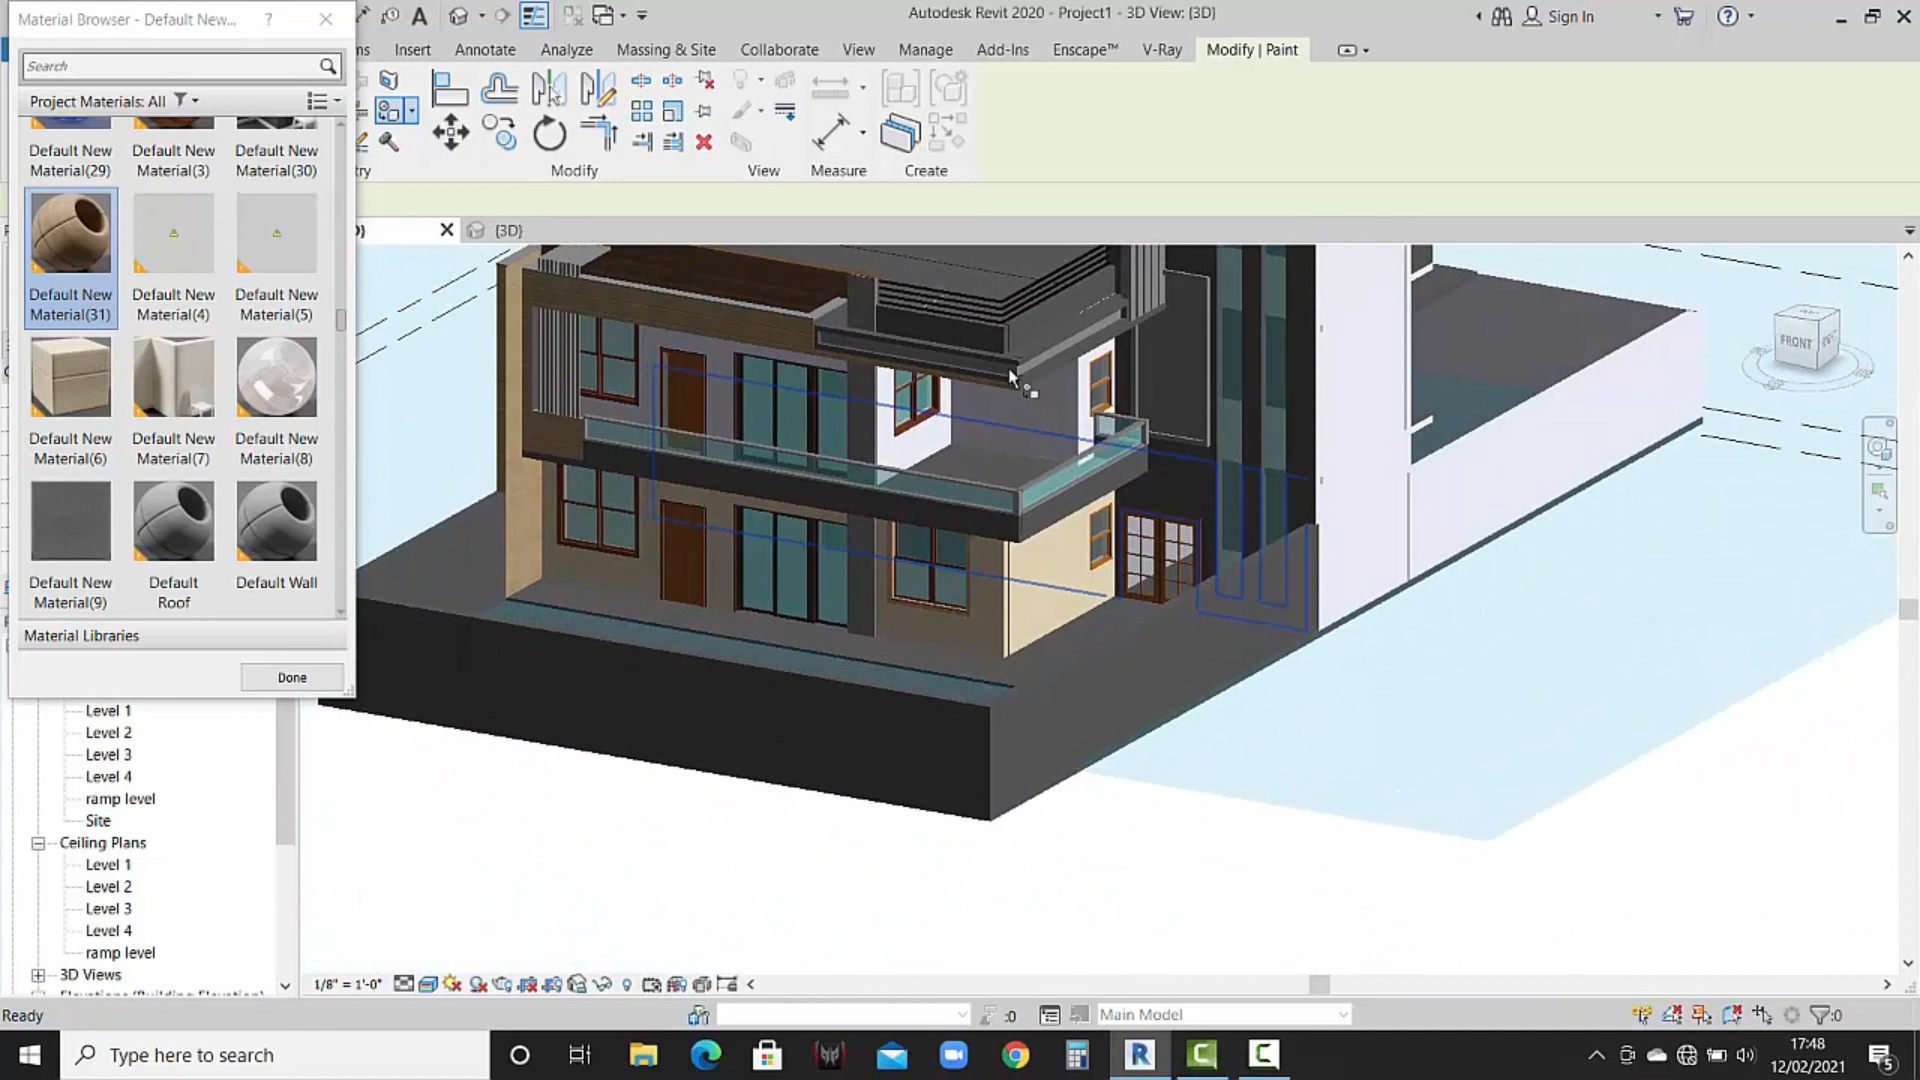 Material Browser - Default New...
?
Autodesk Revit 2020 - Project1 - 3D View: {3D}
Sign In
Insert
Annotate
Analyze
Massing & Site
Collaborate
View
Manage
Add-Ins
Enscape™
V-Ray
Modify | Paint
Search
Project Materials: All
Default New Material(29)
Default New Material(3)
Default New Material(30)
Default New Material(31)
Default New Material(4)
Default New Material(5)
Default New Material(6)
Default New Material(7)
Default New Material(8)
Default New Material(9)
Default Roof
Default Wall
Material Libraries
Done
Modify
View
Measure
Create
{3D}
FRONT
Level 1
Level 2
Level 3
Level 4
ramp level
Site
Ceiling Plans
Level 1
Level 2
Level 3
Level 4
ramp level
3D Views
Elevations (Building Elevation)
1/8" = 1'-0"
Ready
:0
Main Model
:0
Type here to search
17:48
12/02/2021
5